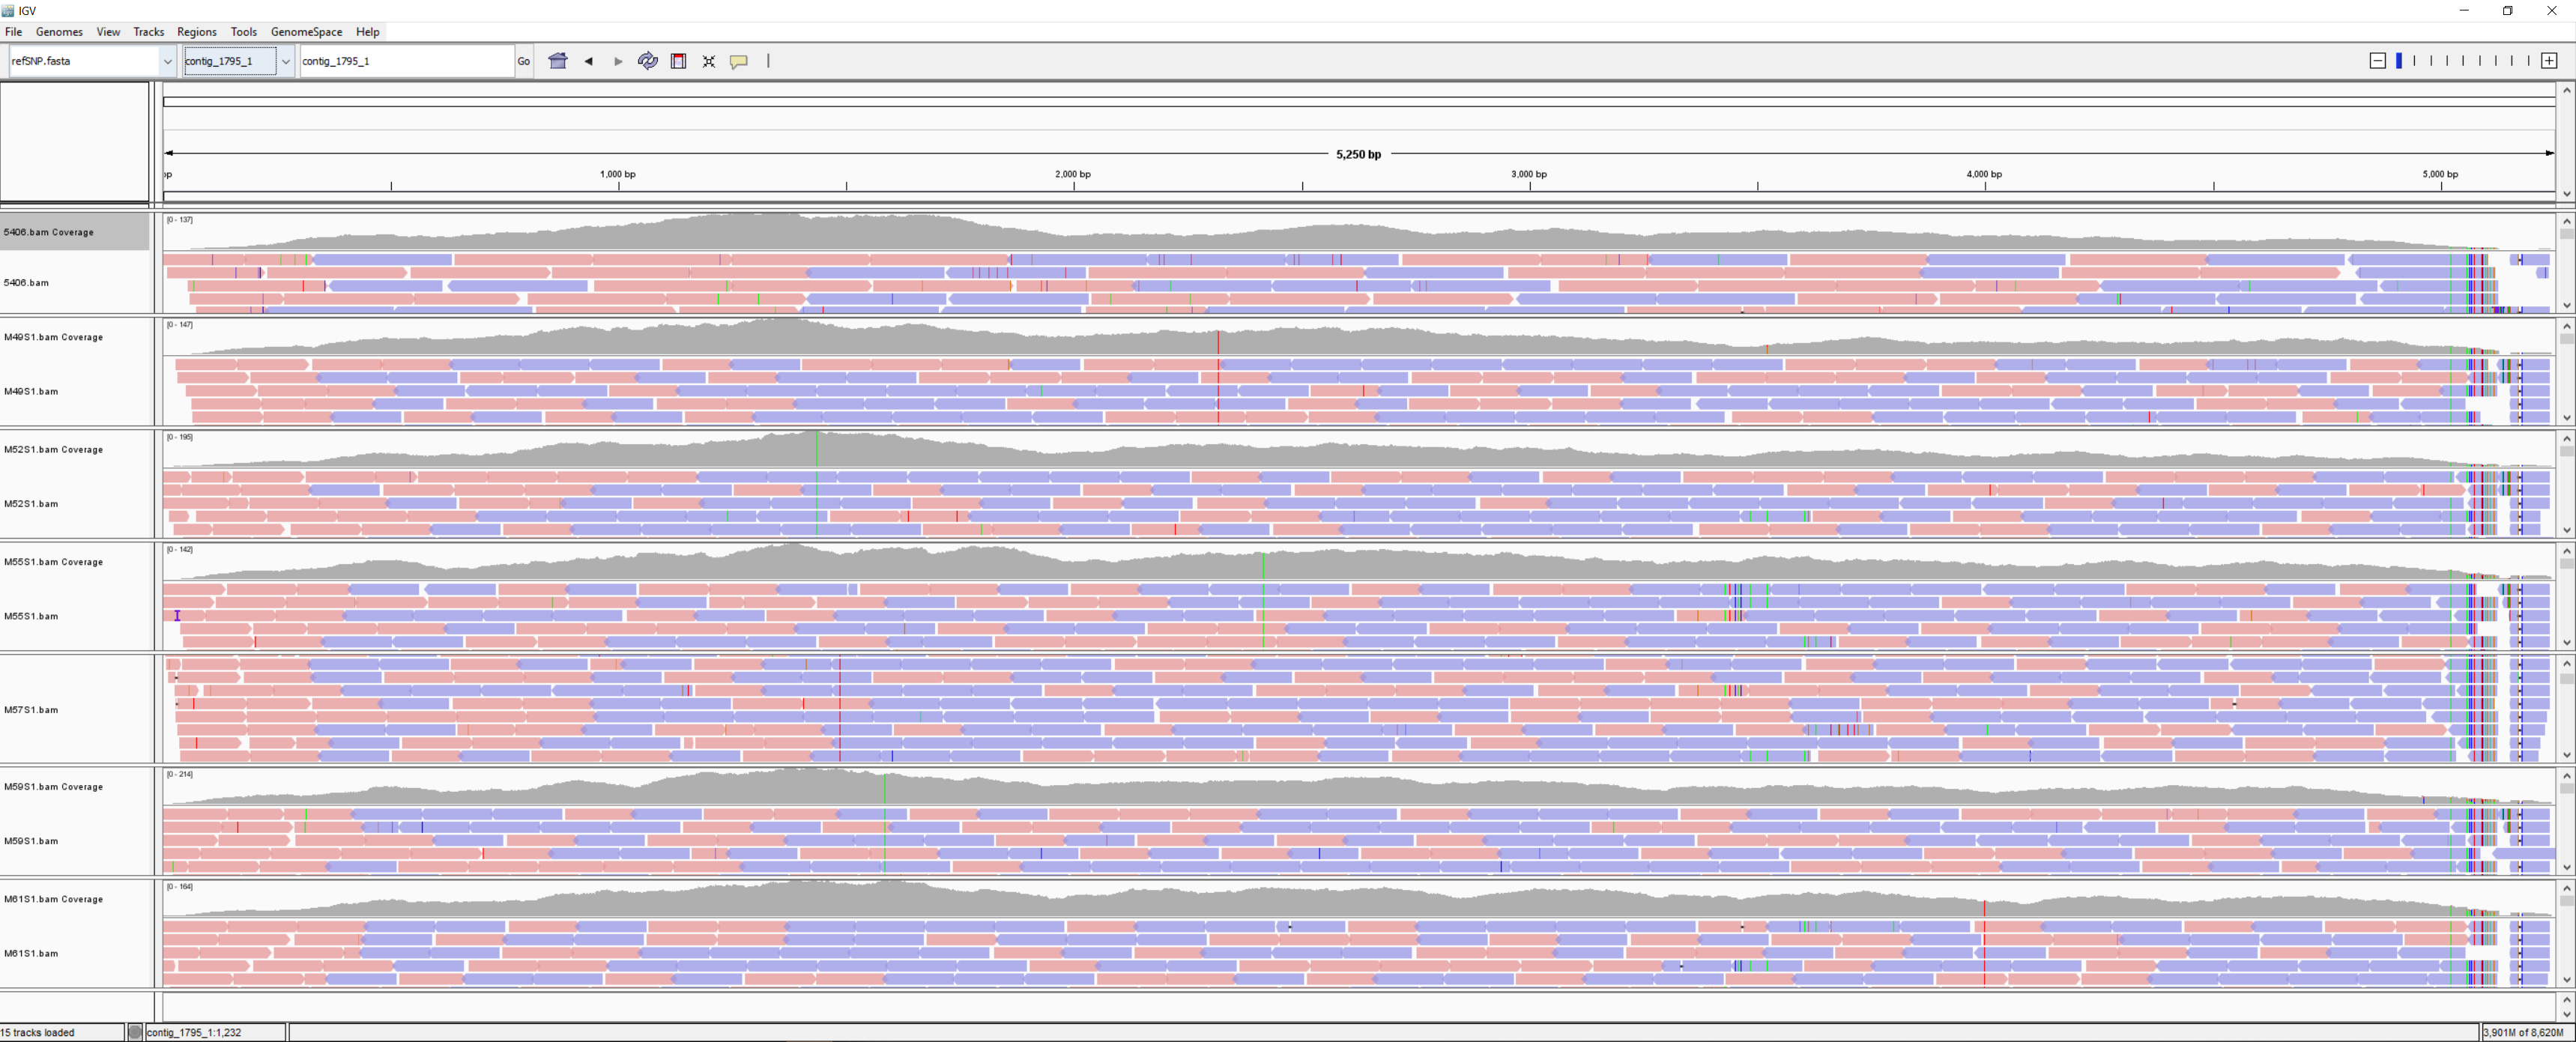 IGV
File Genomes View Tracks Regions Tools GenomeSpace Help
refSNP.fasta contig_1795_1 contig_1795_1 Go
5,250 bp
bp 1,000 bp 2,000 bp 3,000 bp 4,000 bp 5,000 bp
[0 - 137]
5406.bam Coverage
5406.bam
[0 - 147]
M49S1.bam Coverage
M49S1.bam
[0 - 195]
M52S1.bam Coverage
M52S1.bam
[0 - 142]
M55S1.bam Coverage
M55S1.bam
M57S1.bam
[0 - 214]
M59S1.bam Coverage
M59S1.bam
[0 - 164]
M61S1.bam Coverage
M61S1.bam
15 tracks loaded contig_1795_1:1,232 3,901M of 8,620M